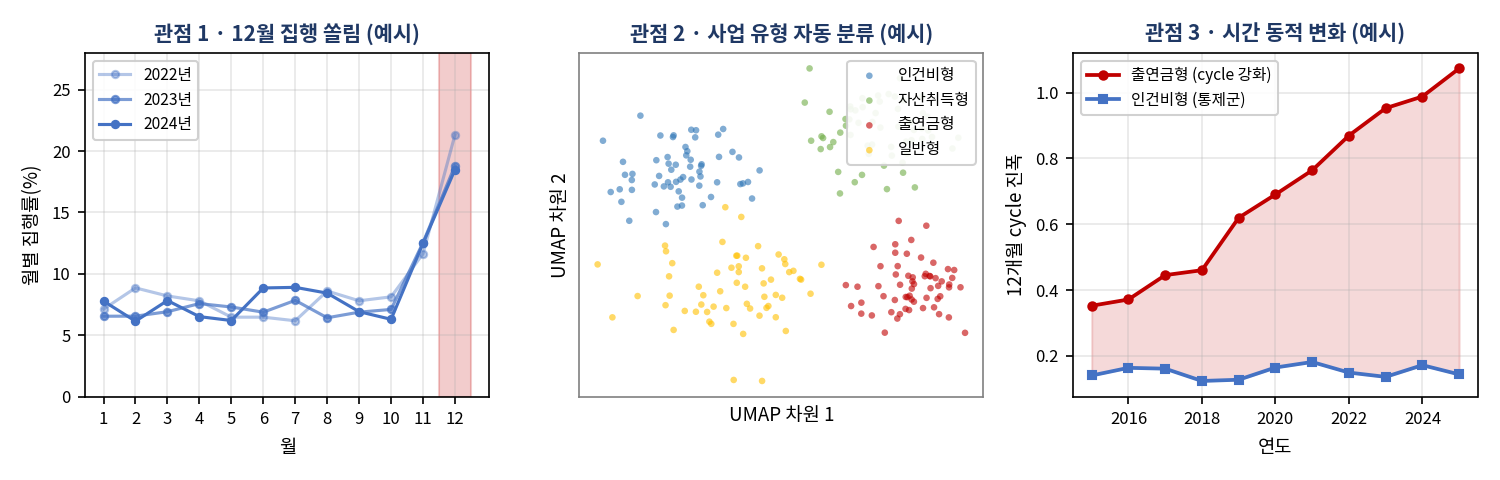 관점 1 · 12월 집행 쏠림 (예시)
2022년
2023년
2024년
월별 집행률(%)
25
20
15
10
5
0
1 2 3 4 5 6 7 8 9 10 11 12
월
관점 2 · 사업 유형 자동 분류 (예시)
인건비형
자산취득형
출연금형
일반형
UMAP 차원 2
UMAP 차원 1
관점 3 · 시간 동적 변화 (예시)
출연금형 (cycle 강화)
인건비형 (통제군)
12개월 cycle 진폭
1.0
0.8
0.6
0.4
0.2
2016 2018 2020 2022 2024
연도